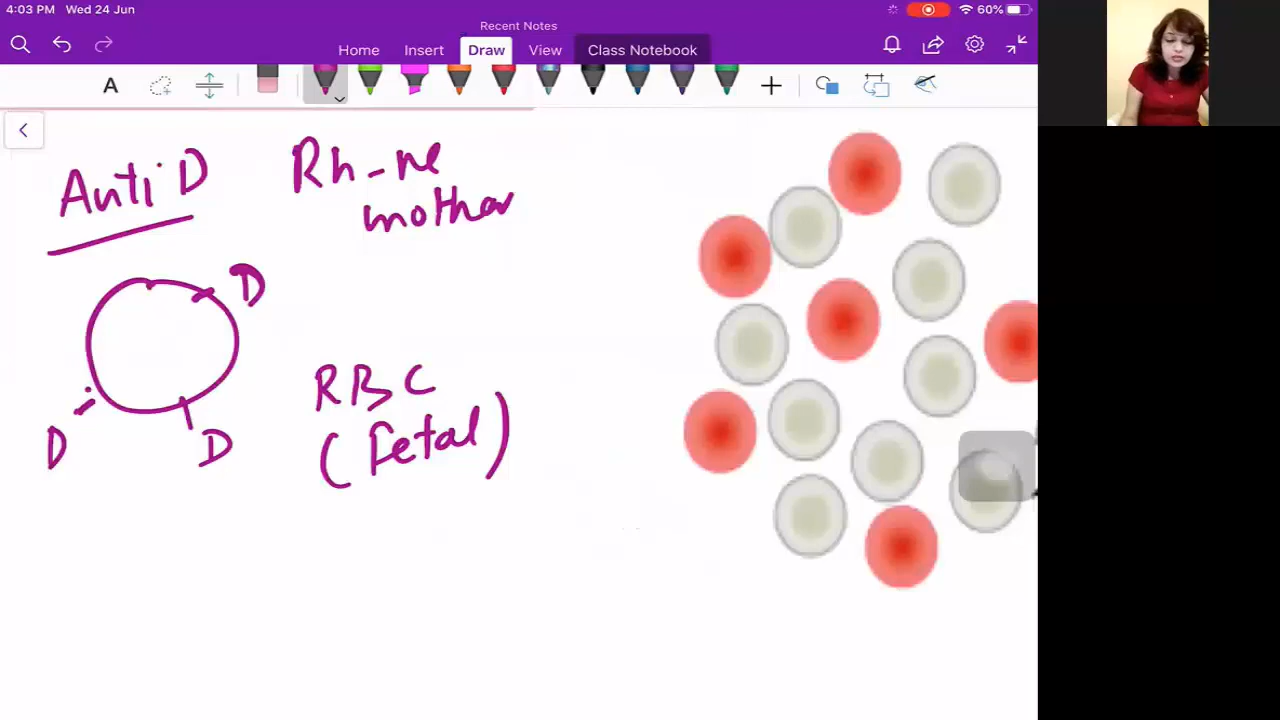 4:03 PM Wed 24 Jun
60%
Recent Notes
Home Insert Draw View Class Notebook
A
Anti D
Rh -ve
mother
D
D
D
RBC
(Fetal)